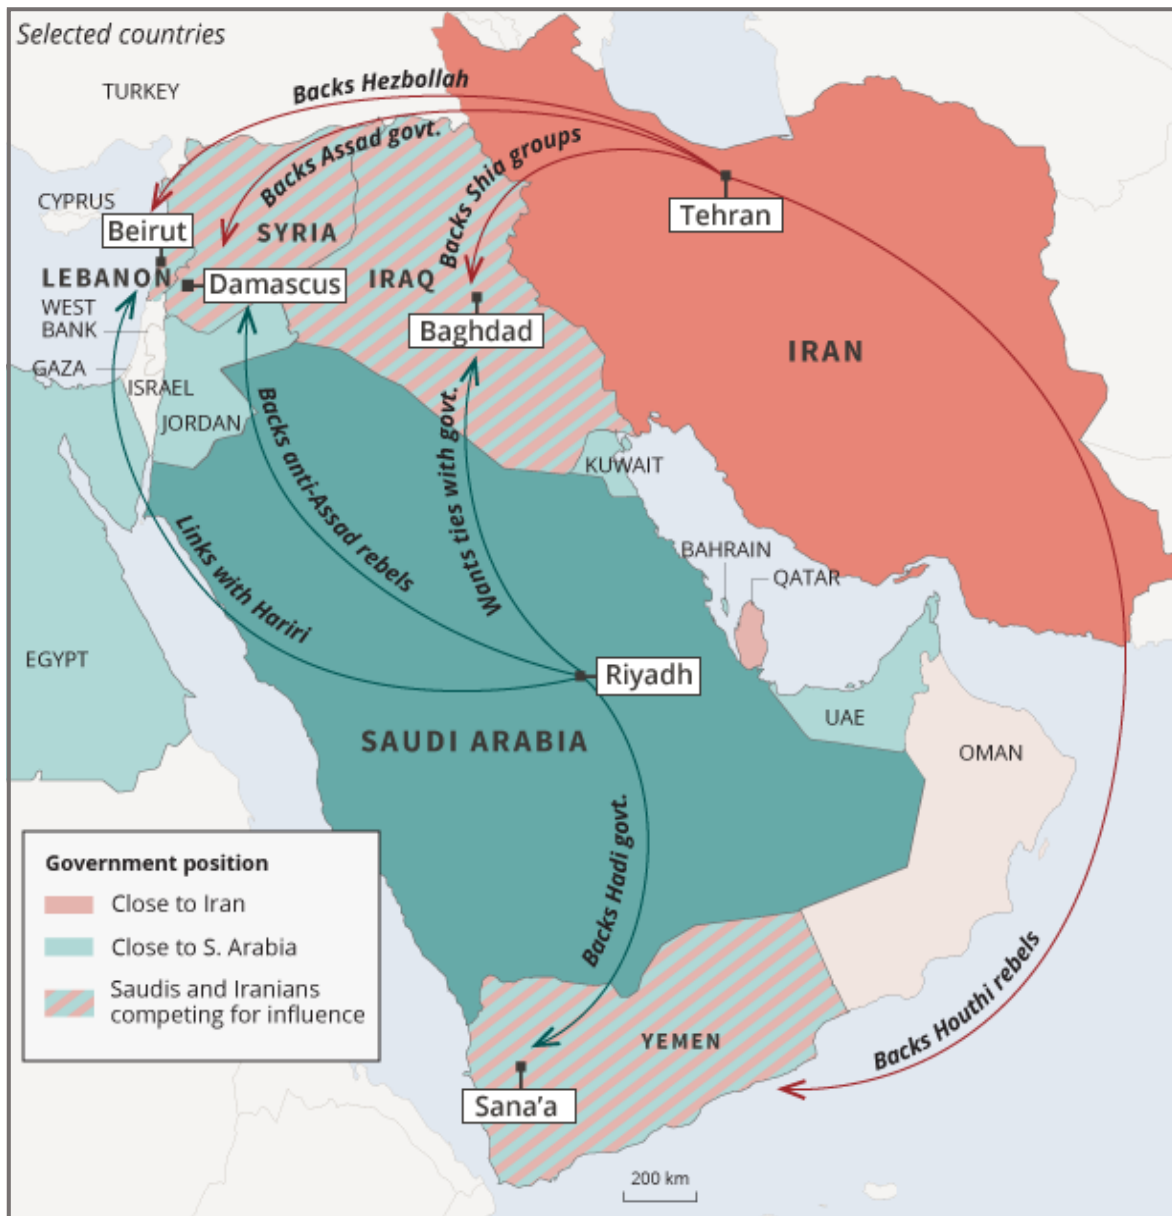 Selected countries
TURKEY
Backs Hezbollah
Backs Assad govt.
Backs Shia groups
CYPRUS
Beirut
SYRIA
Tehran
LEBANON
Damascus
IRAQ
WEST
BANK
Baghdad
IRAN
GAZA
ISRAEL
JORDAN
Backs anti-Assad rebels
Wants ties with govt.
KUWAIT
Links with Hariri
BAHRAIN
QATAR
EGYPT
Riyadh
UAE
SAUDI ARABIA
OMAN
Backs Hadi govt.
Government position
Close to Iran
Close to S. Arabia
Saudis and Iranians
competing for influence
Backs Houthi rebels
YEMEN
Sana'a
200 km